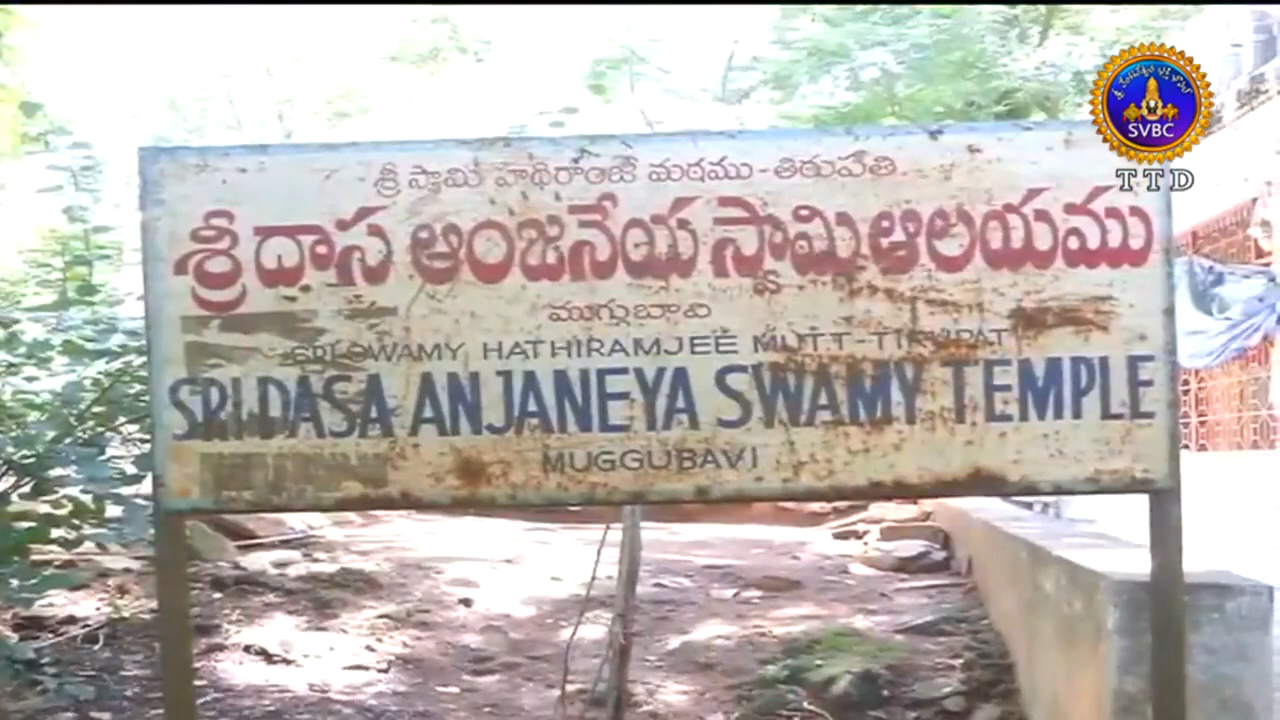 శ్రీ స్వామి హాథీరాంజీ మఠము-తిరుపతి
శ్రీ దాస ఆంజనేయ స్వామి ఆలయము
ముగ్గుబావి
SRI SWAMY HATHIRAMJEE MUTT-TIRUPATI
SRI DASA ANJANEYA SWAMY TEMPLE
MUGGUBAVI
SVBC
TTD